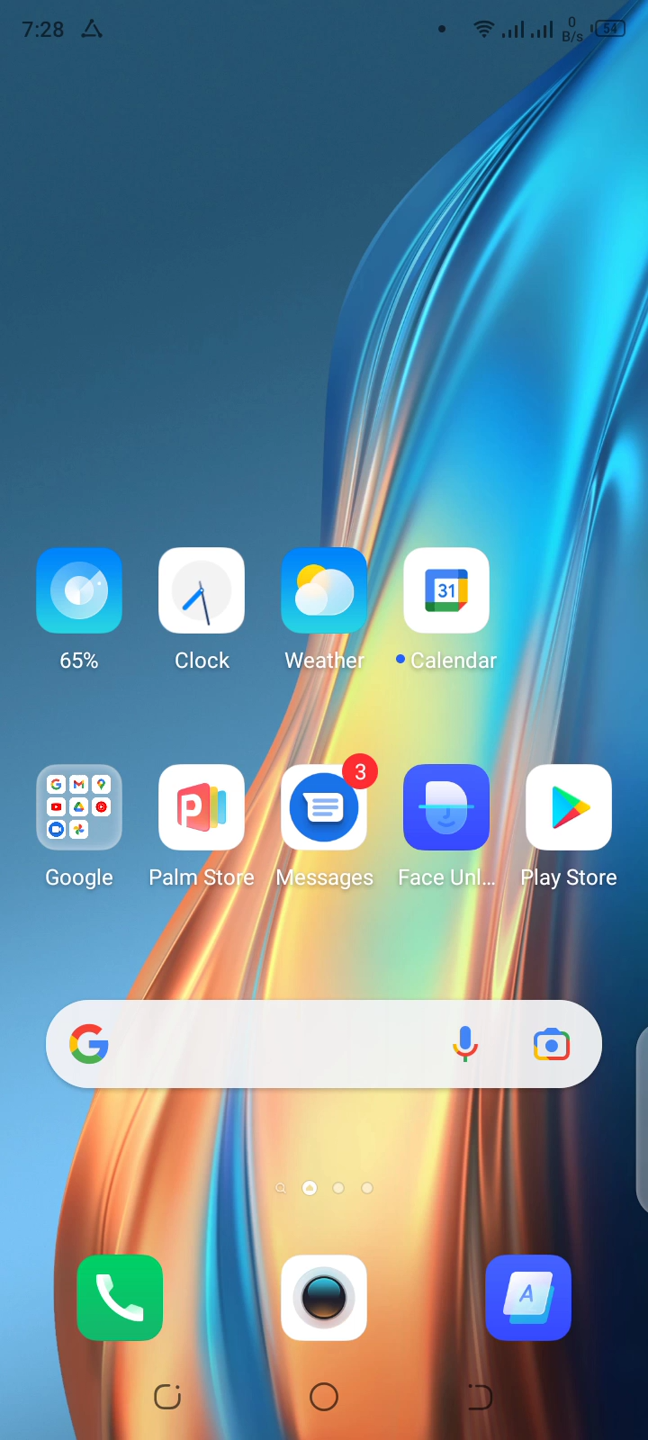 7:28
0
B/s
54
31
65%
Clock
Weather
Calendar
3
Google
Palm Store
Messages
Face Unl...
Play Store
A